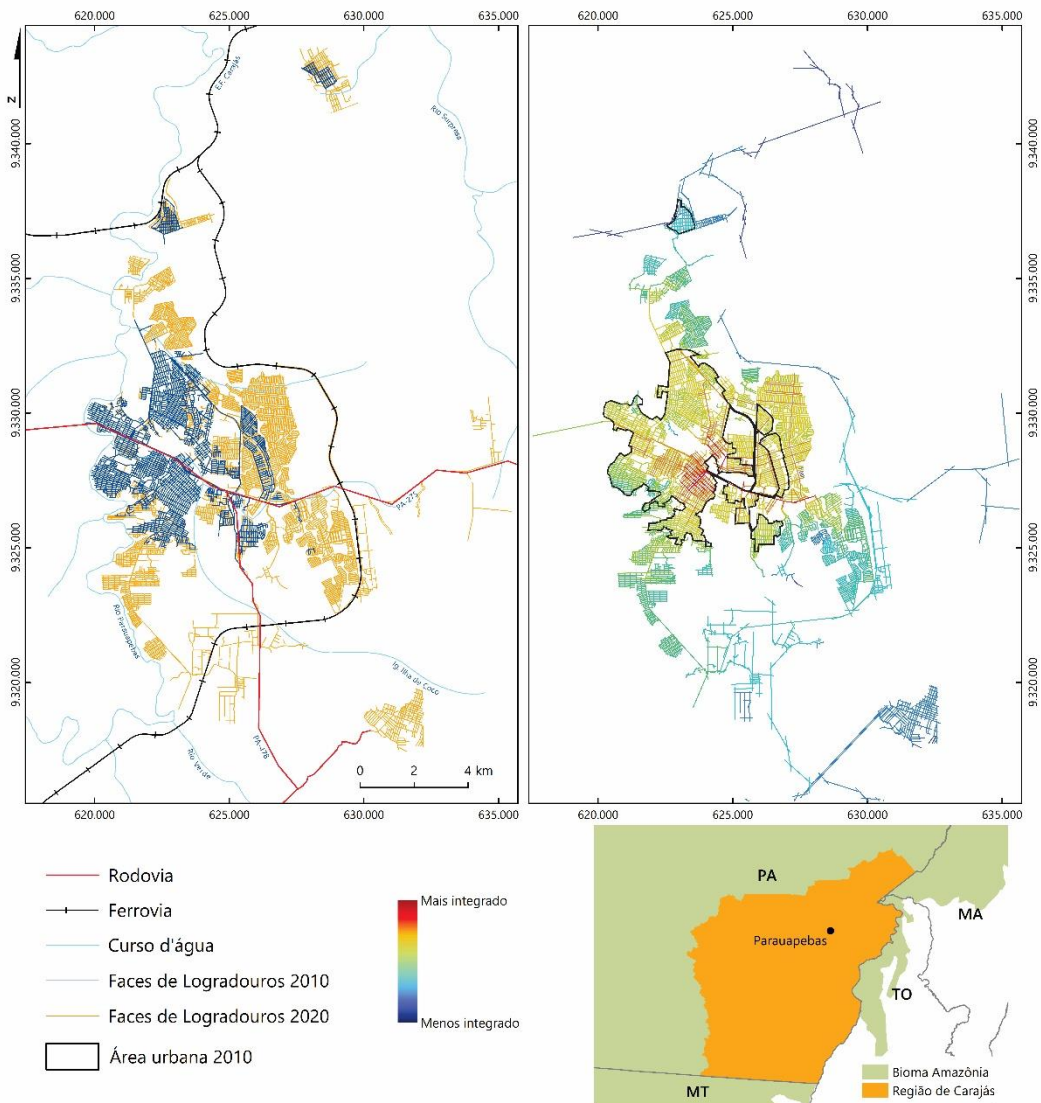 620.000 625.000 630.000 635.000
620.000 625.000 630.000 635.000
N
9.340.000
9.335.000
9.330.000
9.325.000
9.320.000
E.F. Carajás
Rio Surpresa
PA-275
Rio Parauapebas
Ig. Ilha do Coco
Rio Verde
0 2 4 km
9.340.000
9.335.000
9.330.000
9.325.000
9.320.000
620.000 625.000 630.000 635.000
620.000 625.000 630.000 635.000
Rodovia
Ferrovia
Curso d'água
Faces de Logradouros 2010
Faces de Logradouros 2020
Área urbana 2010
Mais integrado
Menos integrado
PA
MA
Parauapebas
TO
MT
Bioma Amazônia
Região de Carajás